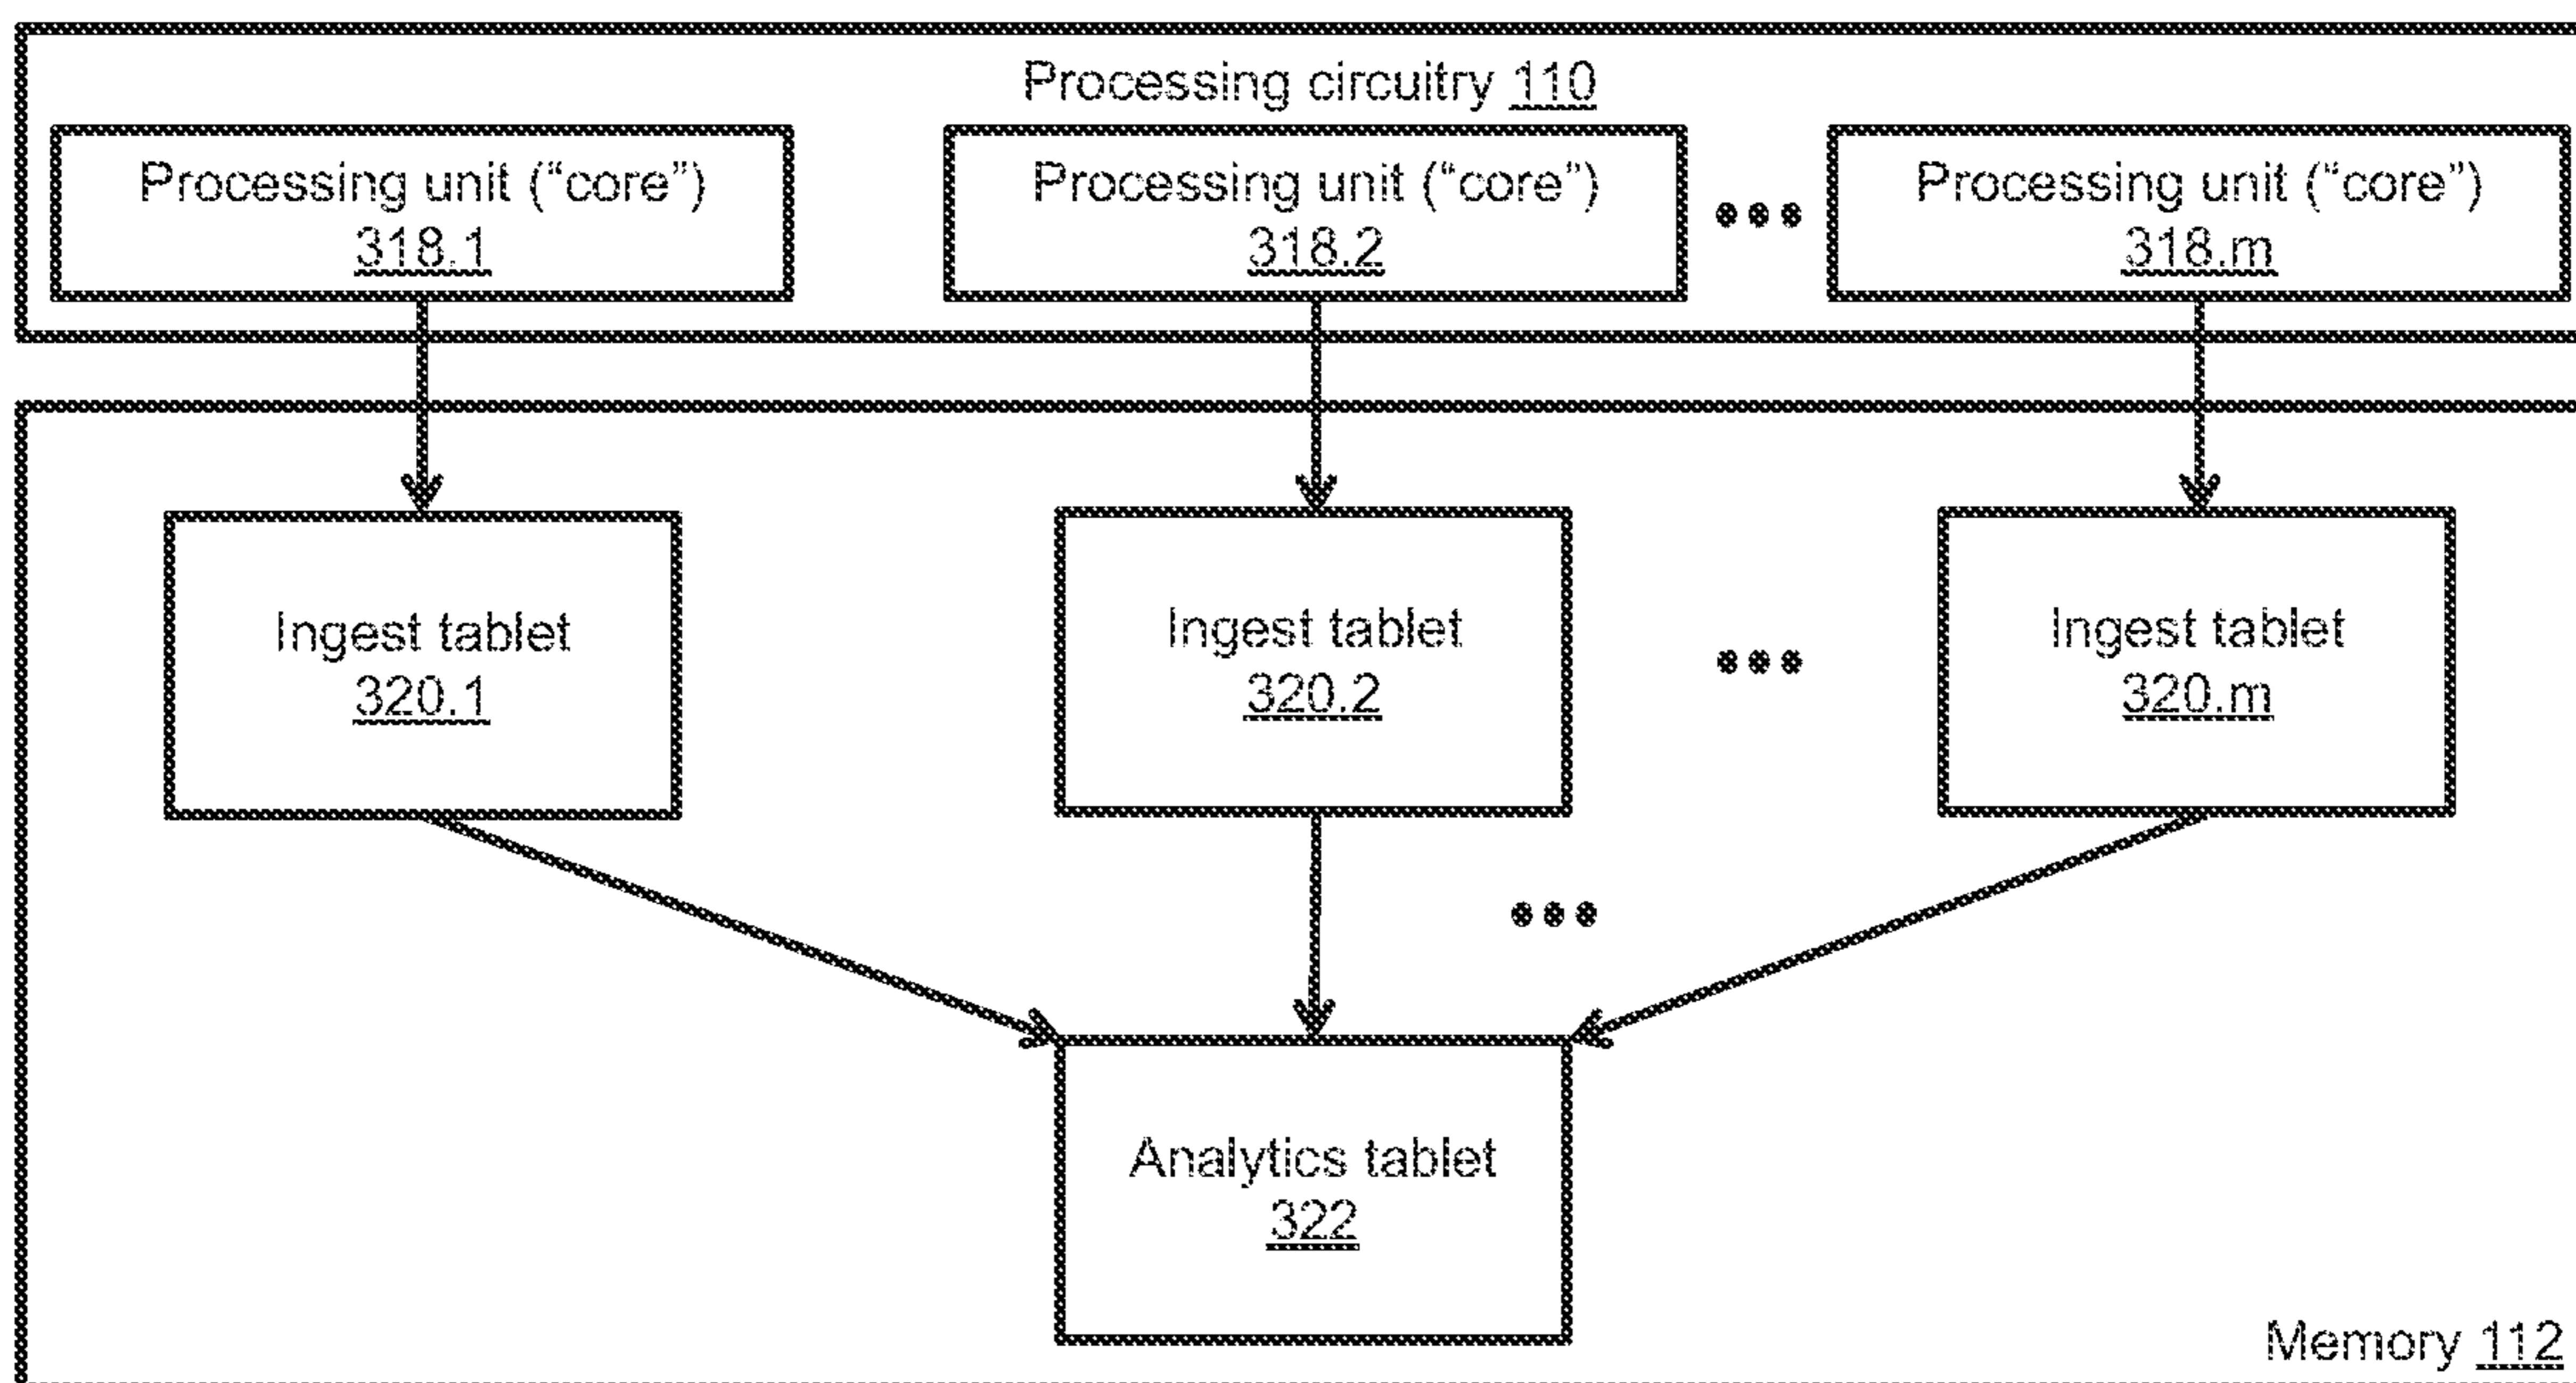 Processing circuitry 110
Processing unit (“core”)
318.1
Processing unit (“core”)
318.2
Processing unit (“core”)
318.m
Ingest tablet
320.1
Ingest tablet
320.2
Ingest tablet
320.m
Analytics tablet
322
Memory 112